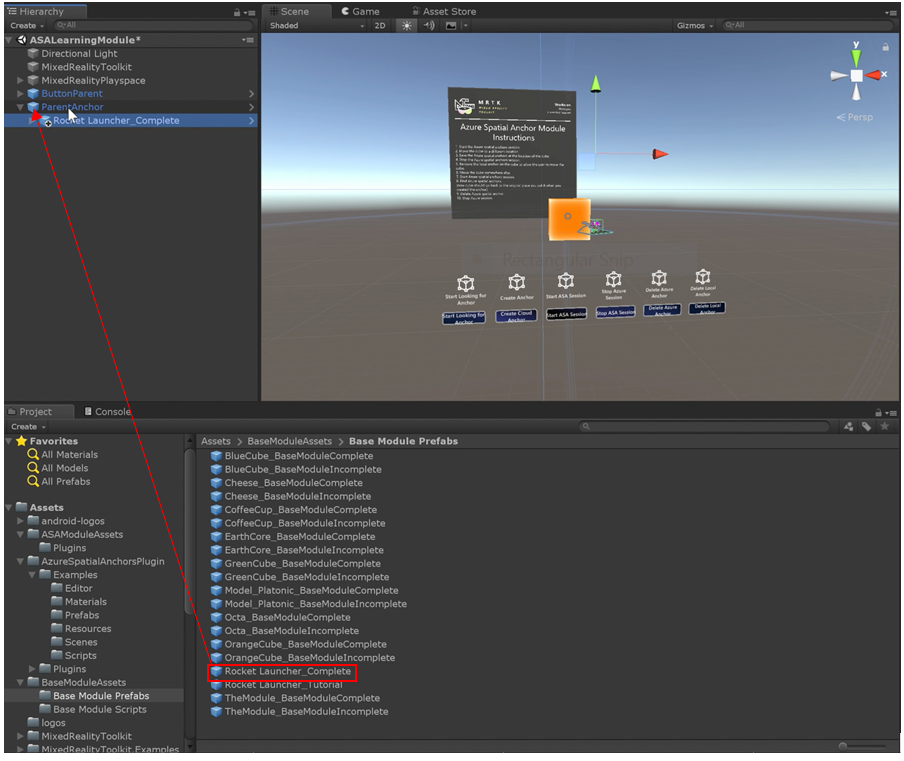 Hierarchy
Create
All
ASALearningModule*
Directional Light
MixedRealityToolkit
MixedRealityPlayspace
ButtonParent
ParentAnchor
Rocket Launcher_Complete
Scene
Game
Asset Store
Shaded
2D
Gizmos
All
y
x
Persp
MRTK
MIXED REALITY
TOOLKIT
Azure Spatial Anchor Module
Instructions
Rectangular Snip
Start Looking for
Anchor
Create Anchor
Start ASA Session
Stop Azure
Session
Delete Azure
Anchor
Delete Local
Anchor
Start Looking for
Anchor
Create Cloud
Anchor
Start ASA Session
Stop ASA Session
Delete Azure
Anchor
Delete Local
Anchor
Project
Console
Create
Favorites
All Materials
All Models
All Prefabs
Assets
android-logos
ASAModuleAssets
Plugins
AzureSpatialAnchorsPlugin
Examples
Editor
Materials
Prefabs
Resources
Scenes
Scripts
Plugins
BaseModuleAssets
Base Module Prefabs
Base Module Scripts
logos
MixedRealityToolkit
MixedRealityToolkit.Examples
Assets > BaseModuleAssets > Base Module Prefabs
BlueCube_BaseModuleComplete
BlueCube_BaseModuleIncomplete
Cheese_BaseModuleComplete
Cheese_BaseModuleIncomplete
CoffeeCup_BaseModuleComplete
CoffeeCup_BaseModuleIncomplete
EarthCore_BaseModuleComplete
EarthCore_BaseModuleIncomplete
GreenCube_BaseModuleComplete
GreenCube_BaseModuleIncomplete
Model_Platonic_BaseModuleComplete
Model_Platonic_BaseModuleIncomplete
Octa_BaseModuleComplete
Octa_BaseModuleIncomplete
OrangeCube_BaseModuleComplete
OrangeCube_BaseModuleIncomplete
Rocket Launcher_Complete
Rocket Launcher_Tutorial
TheModule_BaseModuleComplete
TheModule_BaseModuleIncomplete